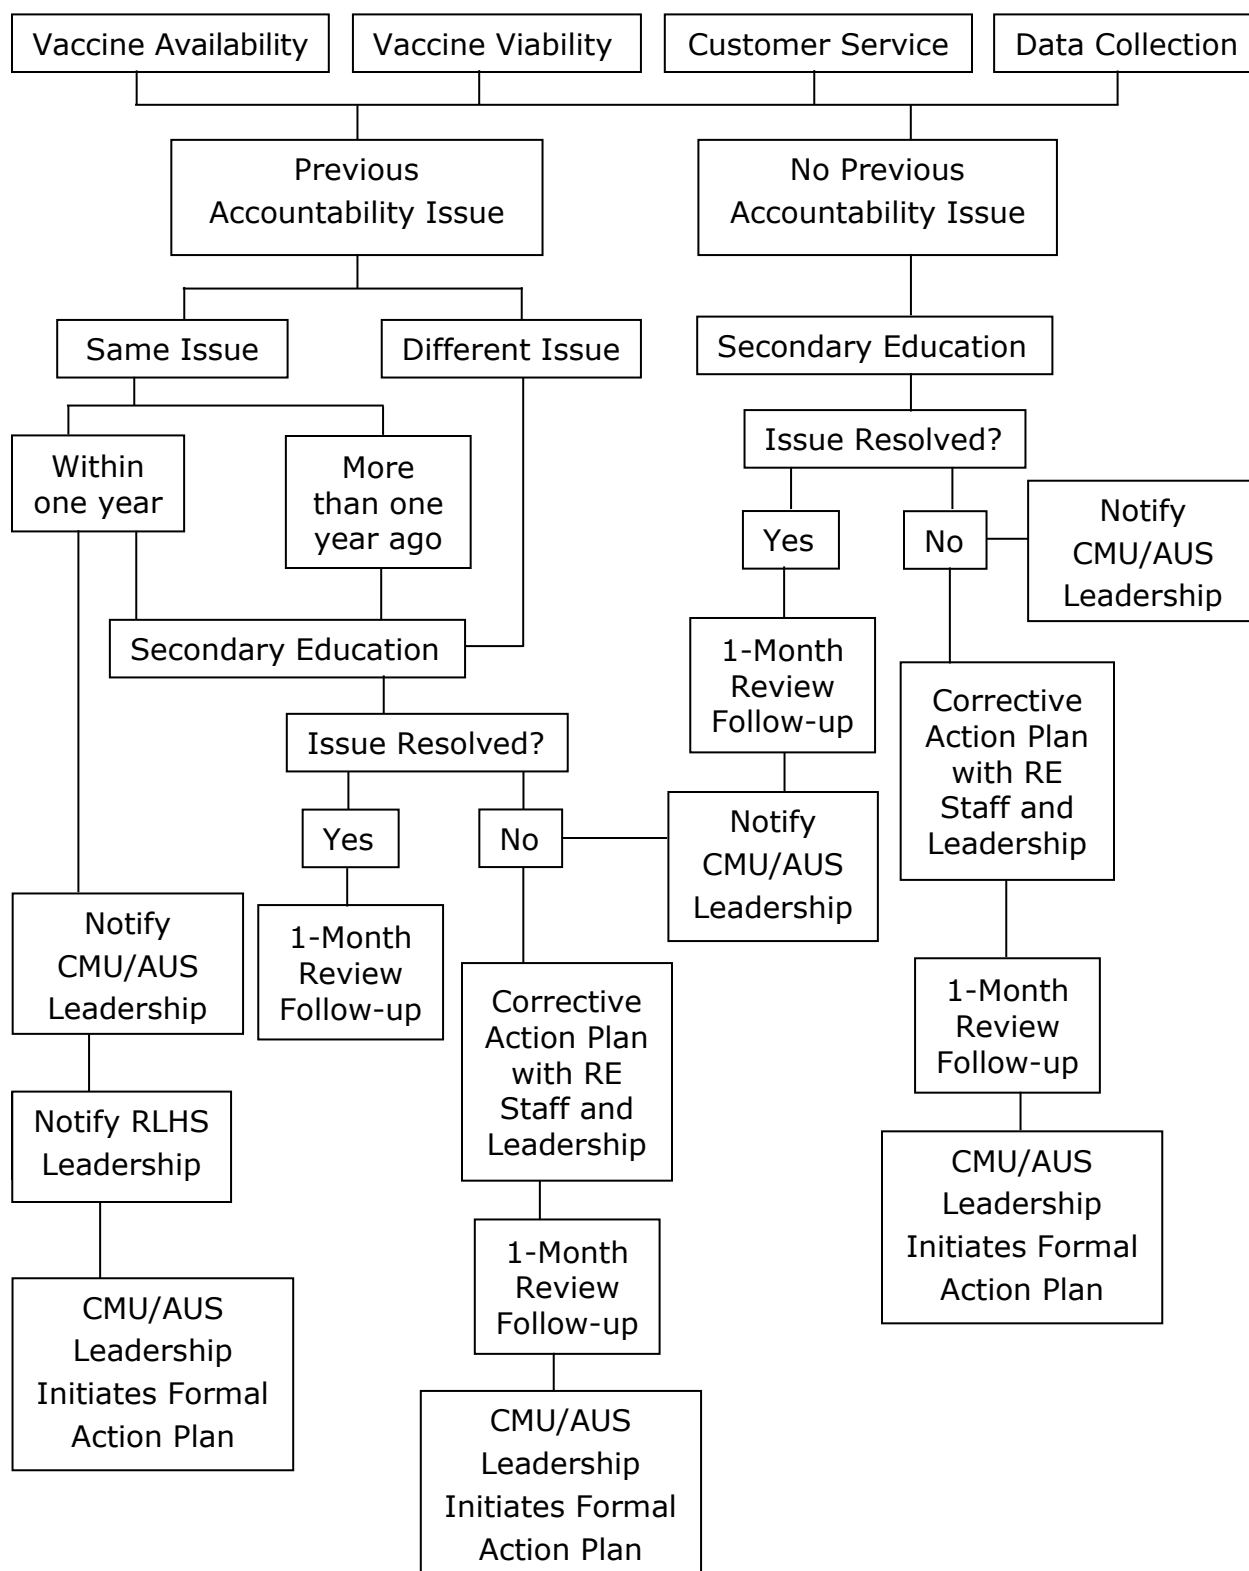 Vaccine Availability
Vaccine Viability
Customer Service
Data Collection
Previous
Accountability Issue
No Previous
Accountability Issue
Same Issue
Different Issue
Secondary Education
Within
one year
More
than one
year ago
Issue Resolved?
Yes
No
Notify
CMU/AUS
Leadership
Secondary Education
1-Month
Review
Follow-up
Corrective
Action Plan
with RE
Staff and
Leadership
Issue Resolved?
Yes
No
Notify
CMU/AUS
Leadership
Notify
CMU/AUS
Leadership
1-Month
Review
Follow-up
Corrective
Action Plan
with RE
Staff and
Leadership
1-Month
Review
Follow-up
Notify RLHS
Leadership
CMU/AUS
Leadership
Initiates Formal
Action Plan
1-Month
Review
Follow-up
CMU/AUS
Leadership
Initiates Formal
Action Plan
CMU/AUS
Leadership
Initiates Formal
Action Plan